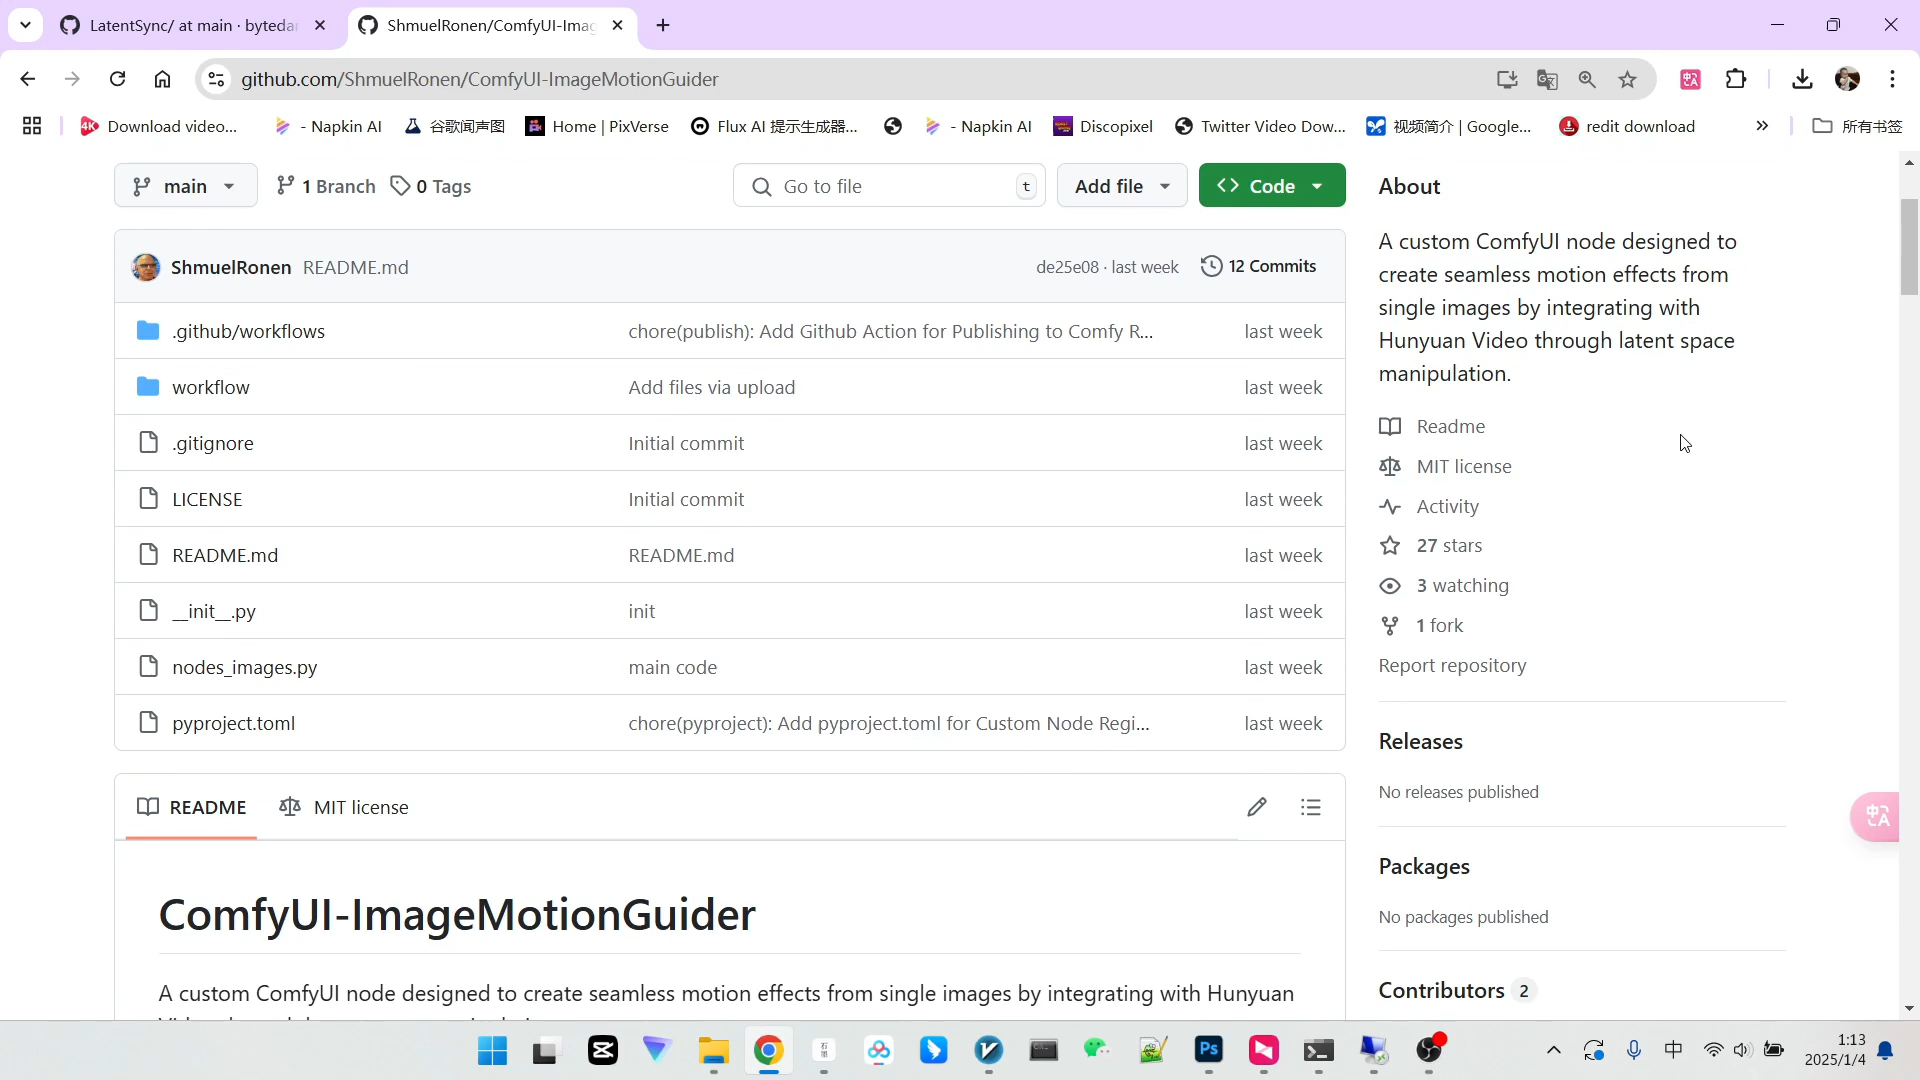 LatentSync/ at main · byteda
ShmuelRonen/ComfyUI-Imag
github.com/ShmuelRonen/ComfyUI-ImageMotionGuider
Download video...
- Napkin AI
谷歌闻声图
Home | PixVerse
Flux AI 提示生成器...
- Napkin AI
Discopixel
Twitter Video Dow...
视频简介 | Google...
redit download
所有书签
main
1 Branch
0 Tags
Go to file
t
Add file
Code
ShmuelRonen README.md
de25e08 · last week
12 Commits
.github/workflows
chore(publish): Add Github Action for Publishing to Comfy R...
last week
workflow
Add files via upload
last week
.gitignore
Initial commit
last week
LICENSE
Initial commit
last week
README.md
README.md
last week
__init__.py
init
last week
nodes_images.py
main code
last week
pyproject.toml
chore(pyproject): Add pyproject.toml for Custom Node Regi...
last week
README
MIT license
ComfyUI-ImageMotionGuider
A custom ComfyUI node designed to create seamless motion effects from single images by integrating with Hunyuan
About
A custom ComfyUI node designed to
create seamless motion effects from
single images by integrating with
Hunyuan Video through latent space
manipulation.
Readme
MIT license
Activity
27 stars
3 watching
1 fork
Report repository
Releases
No releases published
Packages
No packages published
Contributors 2
Ps
中
1:13
2025/1/4